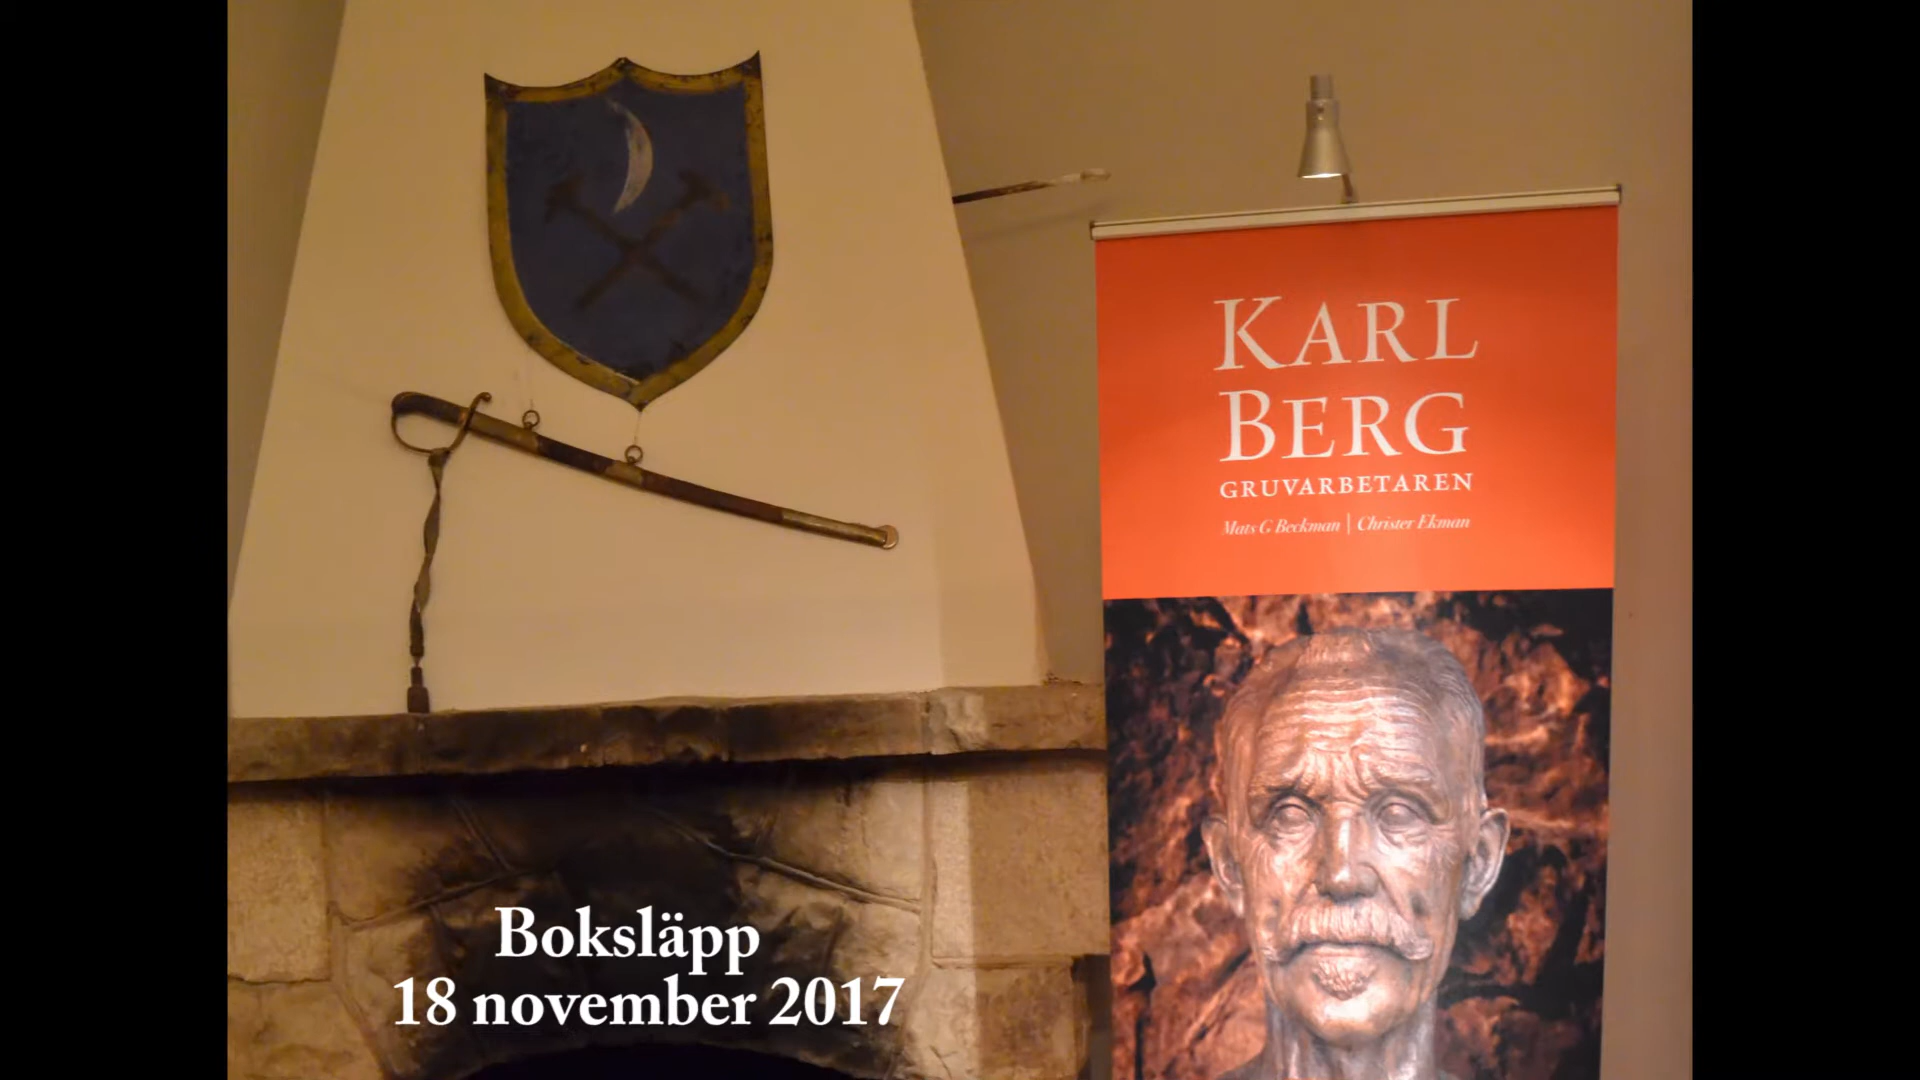 KARL
BERG
GRUVARBETAREN
Mats G Beckman | Christer Ekman
Boksläpp
18 november 2017